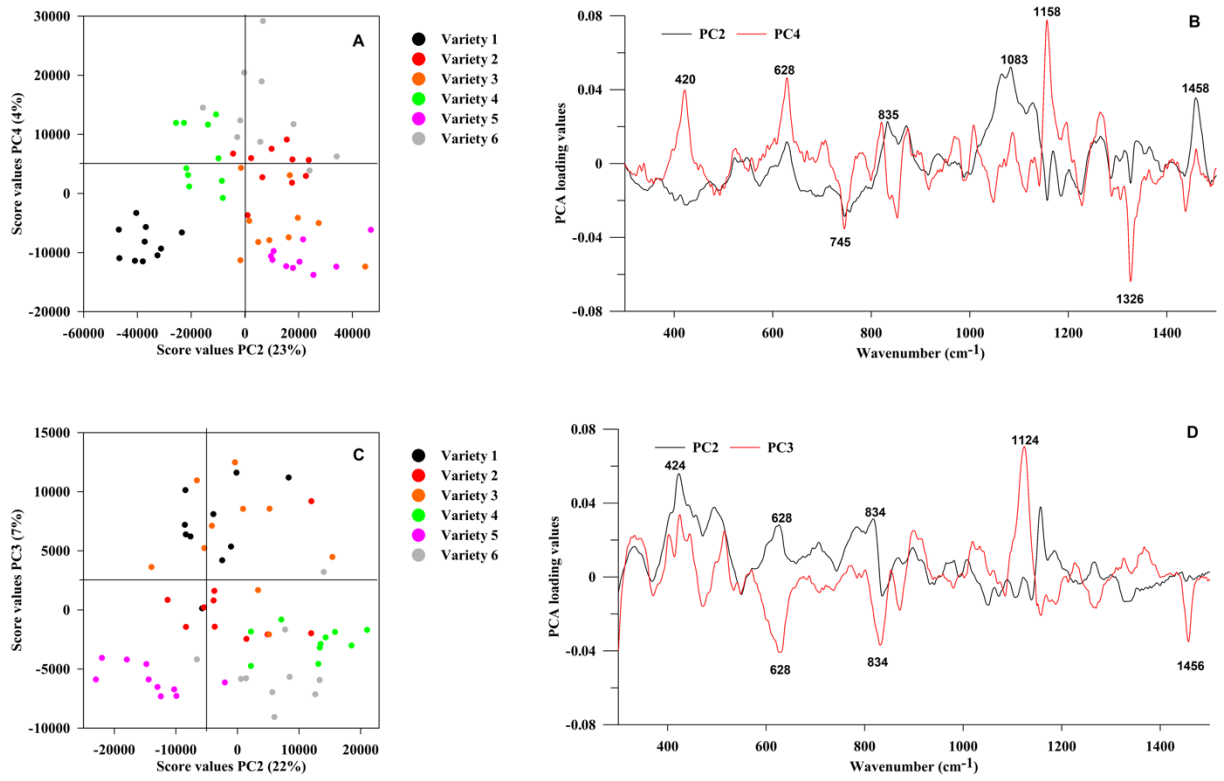 A
30000
20000
10000
0
-10000
-20000
Score values PC4 (4%)
-60000 -40000 -20000 0 20000 40000
Score values PC2 (23%)
Variety 1
Variety 2
Variety 3
Variety 4
Variety 5
Variety 6
B
PC2 PC4
0.08
0.04
0
-0.04
-0.08
PCA loading values
420
628
745
835
1083
1158
1326
1458
400 600 800 1000 1200 1400
Wavenumber (cm-1)
C
15000
10000
5000
0
-5000
-10000
Score values PC3 (7%)
-20000 -10000 0 10000 20000
Score values PC2 (22%)
Variety 1
Variety 2
Variety 3
Variety 4
Variety 5
Variety 6
D
PC2 PC3
0.08
0.04
0
-0.04
-0.08
PCA loading values
424
628
834
1124
628
834
1456
400 600 800 1000 1200 1400
Wavenumber (cm-1)